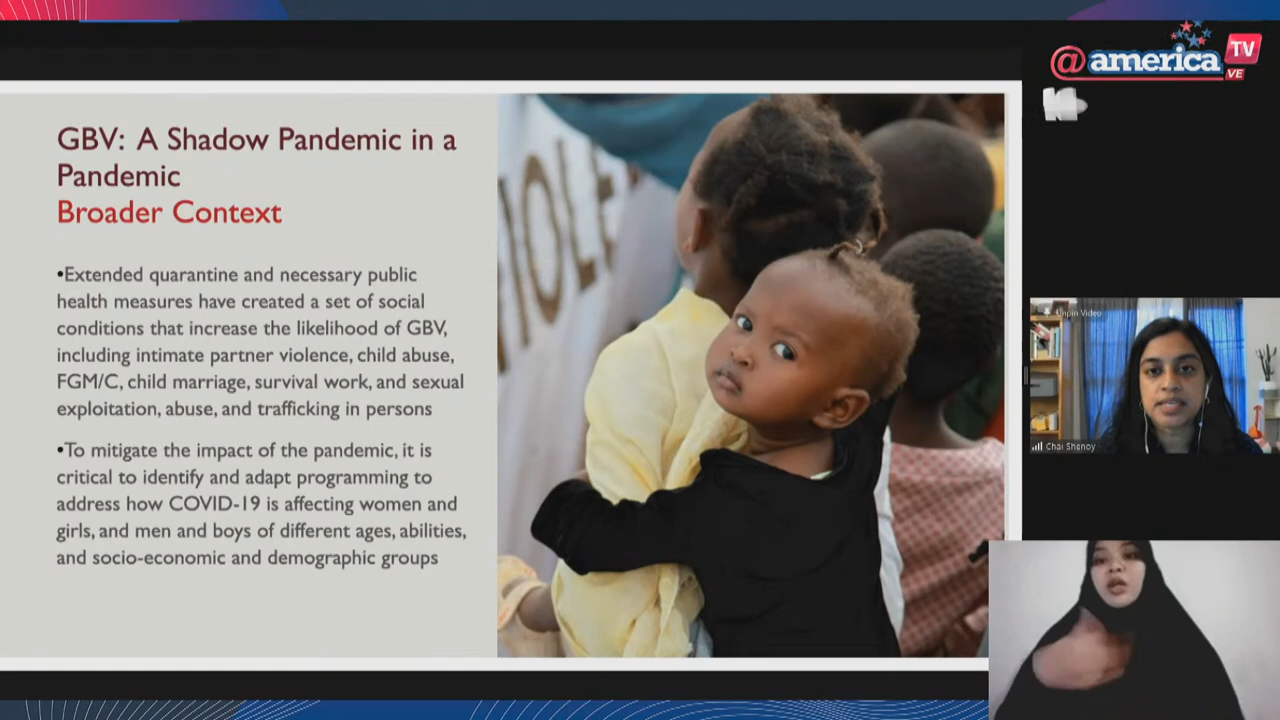 @america
TV
VE
GBV: A Shadow Pandemic in a
Pandemic
Broader Context
•Extended quarantine and necessary public
health measures have created a set of social
conditions that increase the likelihood of GBV,
including intimate partner violence, child abuse,
FGM/C, child marriage, survival work, and sexual
exploitation, abuse, and trafficking in persons
•To mitigate the impact of the pandemic, it is
critical to identify and adapt programming to
address how COVID-19 is affecting women and
girls, and men and boys of different ages, abilities,
and socio-economic and demographic groups
VIOLE
Unpin Video
Chai Shenoy